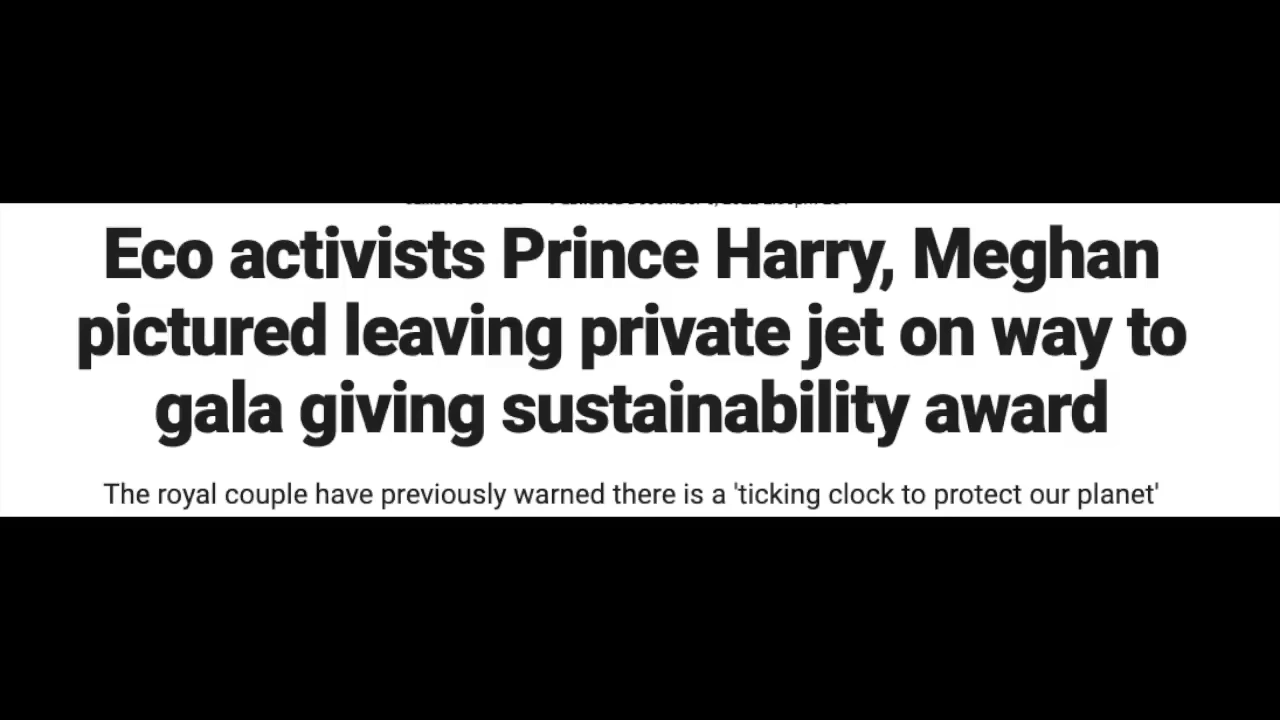 Eco activists Prince Harry, Meghan
pictured leaving private jet on way to
gala giving sustainability award
The royal couple have previously warned there is a 'ticking clock to protect our planet'